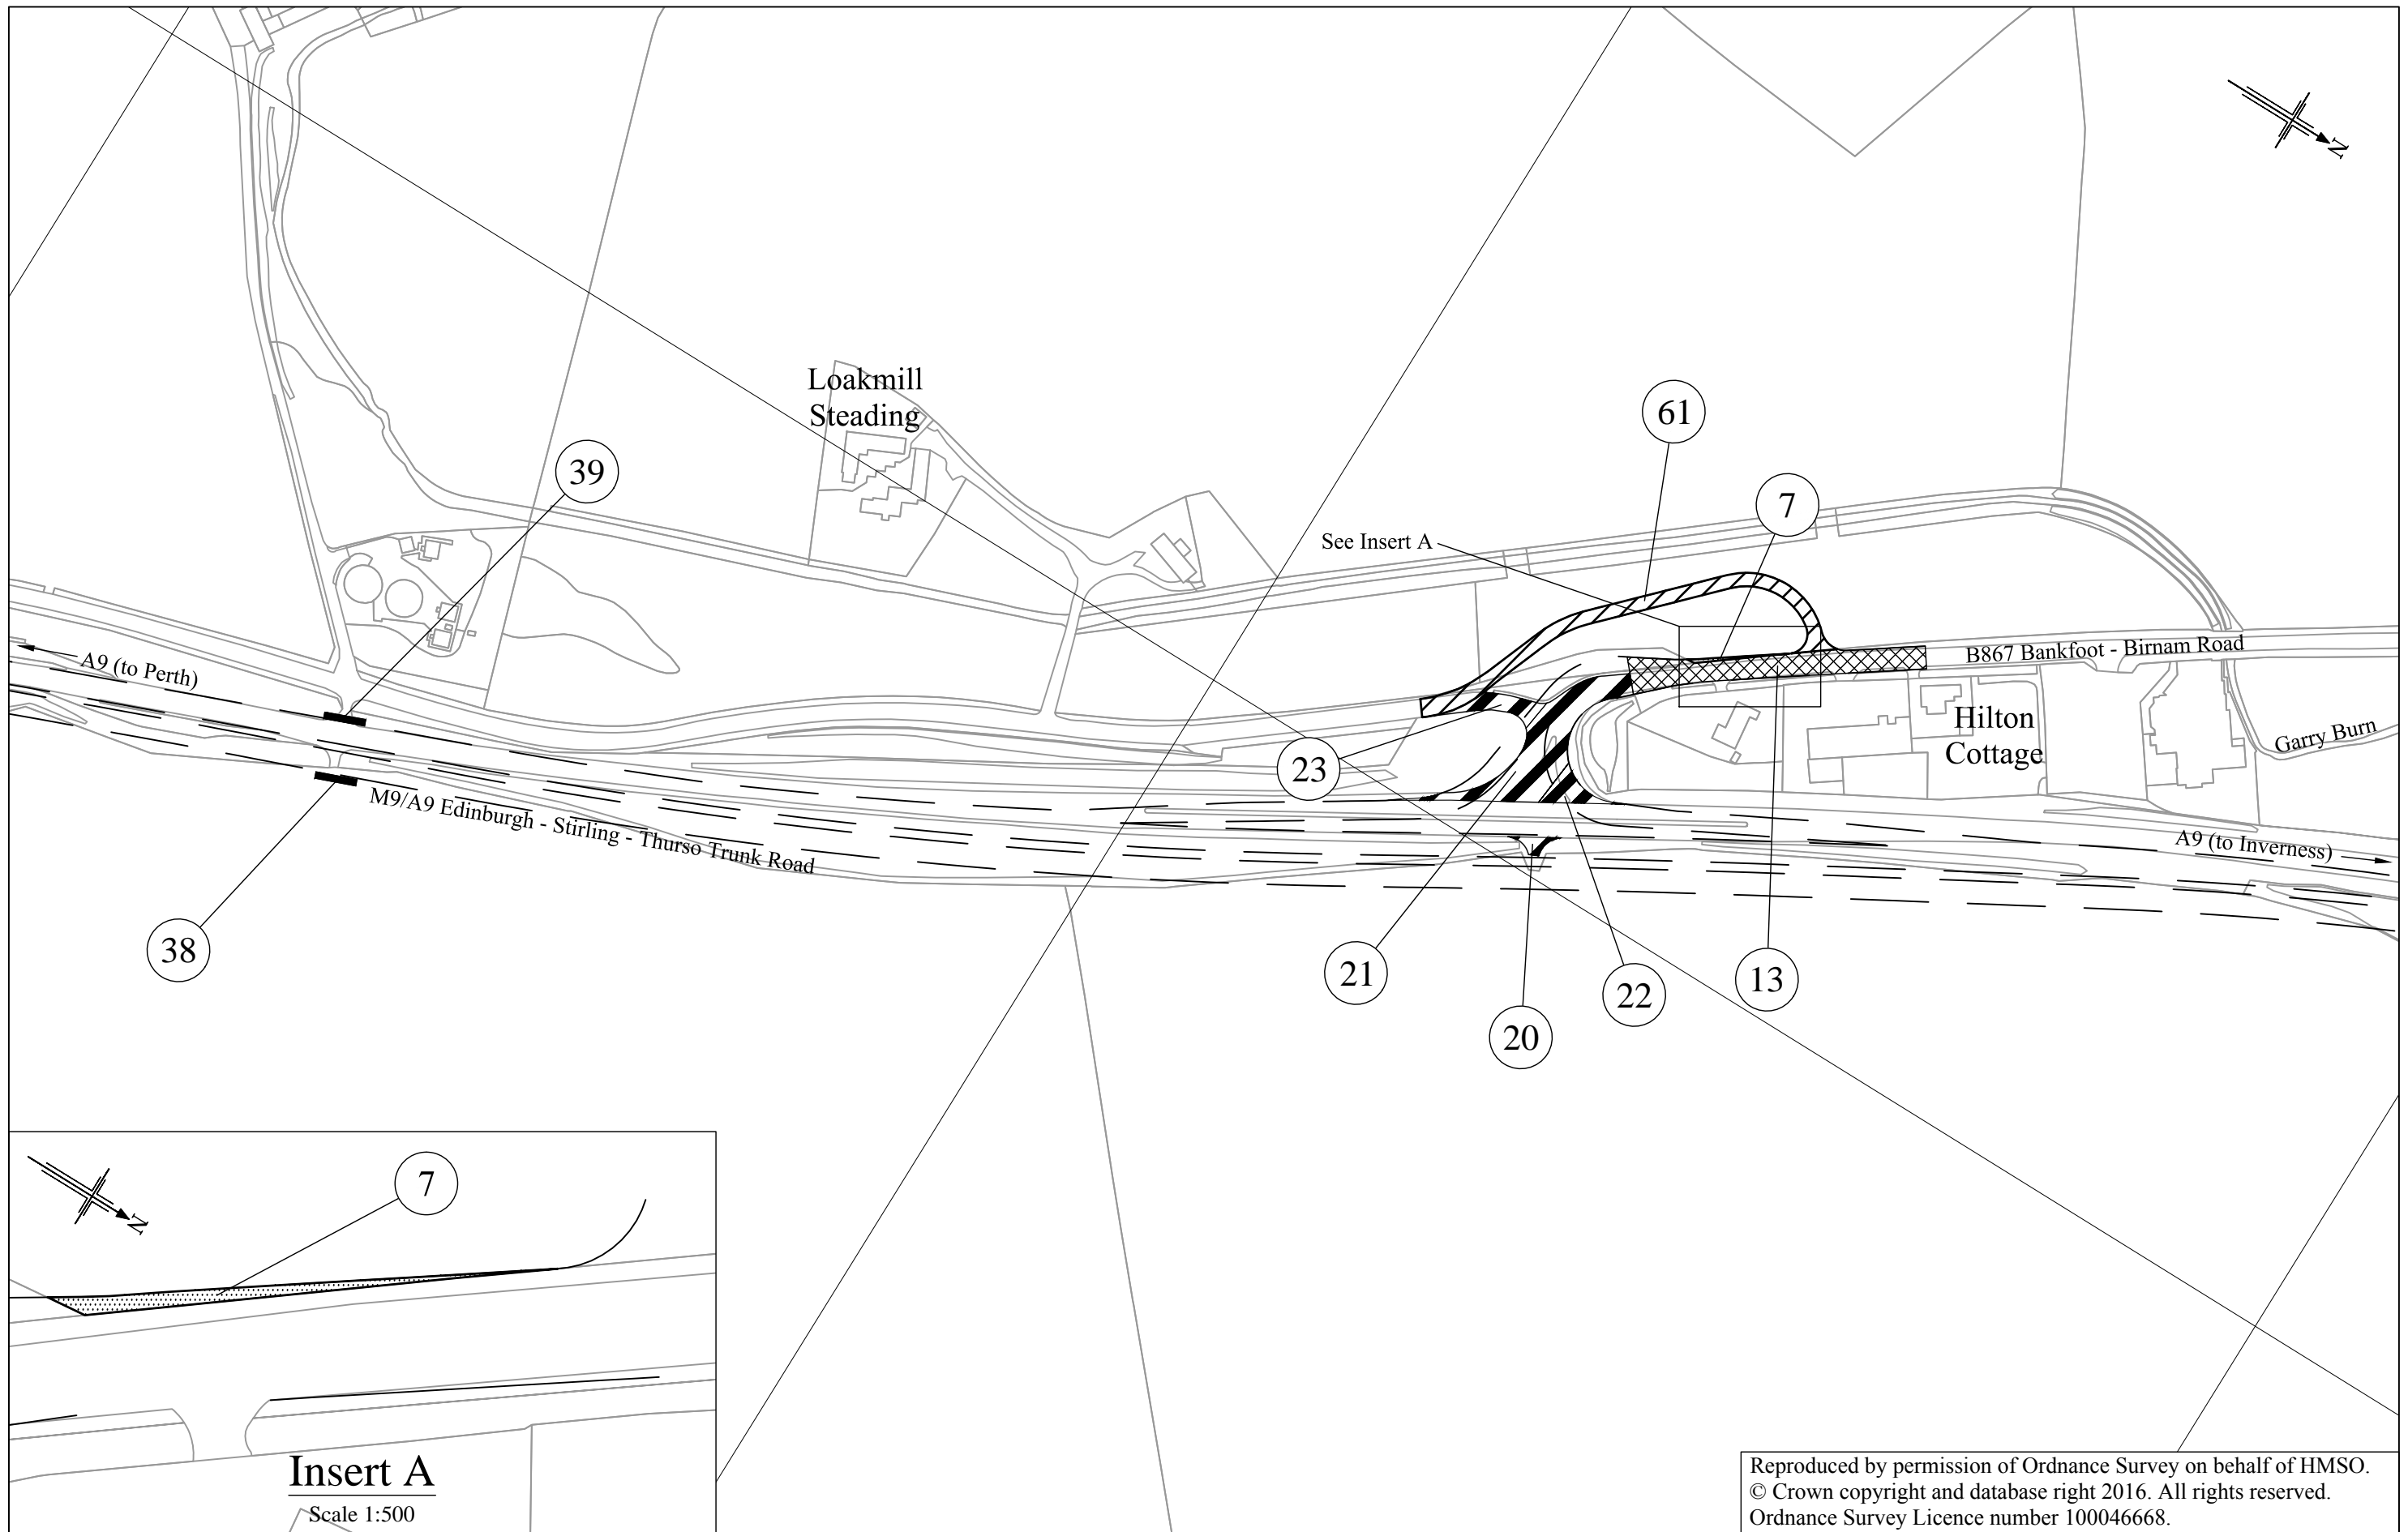 N
Loakmill
Steading
61
39
7
See Insert A
B867 Bankfoot - Birnam Road
A9 (to Perth)
Hilton
Cottage
Garry Burn
23
M9/A9 Edinburgh - Stirling - Thurso Trunk Road
A9 (to Inverness)
38
21
22
13
20
7
N
Insert A
Scale 1:500
Reproduced by permission of Ordnance Survey on behalf of HMSO.
© Crown copyright and database right 2016. All rights reserved.
Ordnance Survey Licence number 100046668.